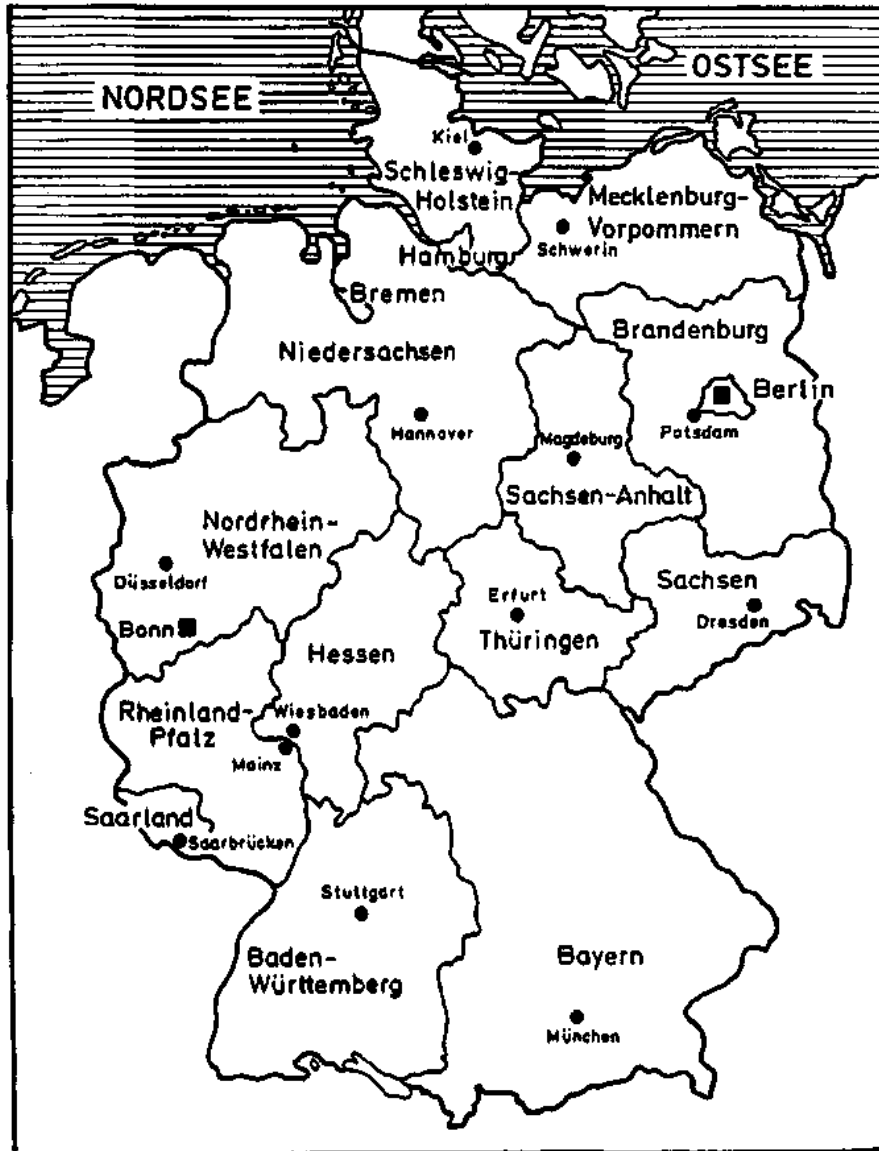 OSTSEE
NORDSEE
Kiel
Schleswig-
Holstein
Mecklenburg-
Vorpommern
Schwerin
Hamburg
Bremen
Brandenburg
Niedersachsen
Berlin
Hannover
Potsdam
Magdeburg
Sachsen-Anhalt
Nordrhein-
Westfalen
Düsseldorf
Sachsen
Erfurt
Dresden
Bonn
Thüringen
Hessen
Rheinland-
Pfalz
Wiesbaden
Mainz
Saarland
Saarbrücken
Stuttgart
Baden-
Württemberg
Bayern
München